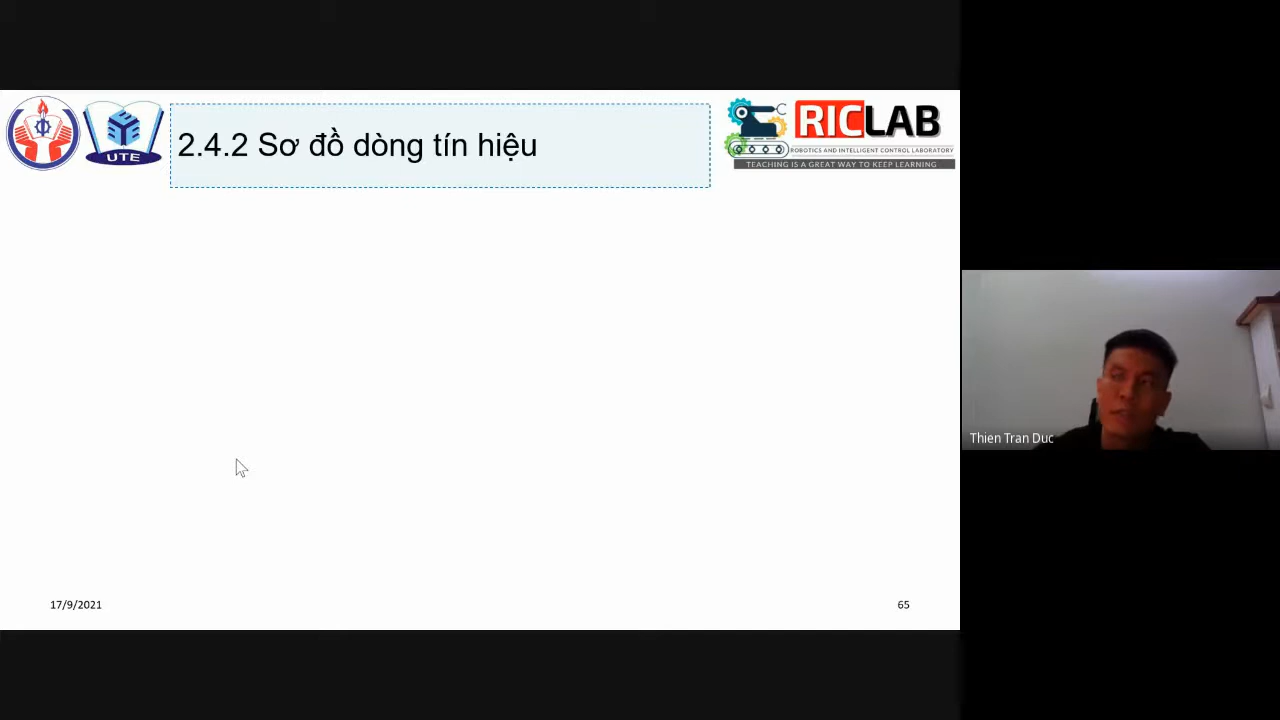 UTE
2.4.2 Sơ đồ dòng tín hiệu
RICLAB
ROBOTICS AND INTELLIGENT CONTROL LABORATORY
TEACHING IS A GREAT WAY TO KEEP LEARNING
Thien Tran Duc
17/9/2021
65